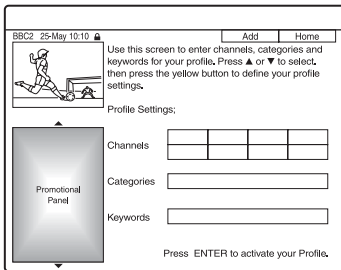 BBC2 25-May 10:10
Add
Home
Use this screen to enter channels, categories and
keywords for your profile. Press ▲ or ▼ to select.
then press the yellow button to define your profile
settings.
Profile Settings;
Channels
Categories
Keywords
Promotional
Panel
Press ENTER to activate your Profile.